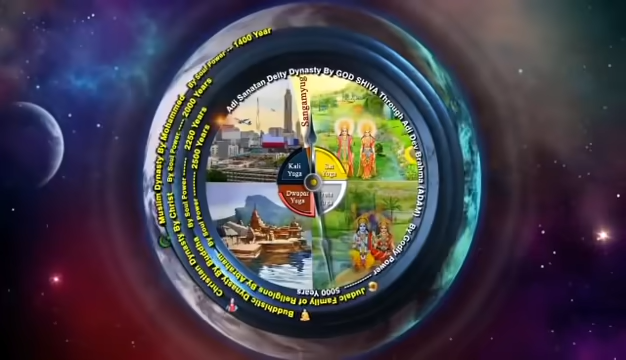 Muslim Dynasty By Mohammed-- By Soul Power --- 1400 Year
Christian Dynasty By Christ -- By Soul Power ---- 2000 Years
Buddhistic Dynasty By Buddha By Soul Power ------ 2250 Years
Judaic Family of Religions By Abraham By Soul Power -------- 2500 Years
Adi Sanatan Deity Dynasty By GOD SHIVA Through Adi Dev Brahma (ADAM) By Godly Power
5000 Years
Sangamyug
Kali
Yuga
Yuga
Dwapar
Yoga